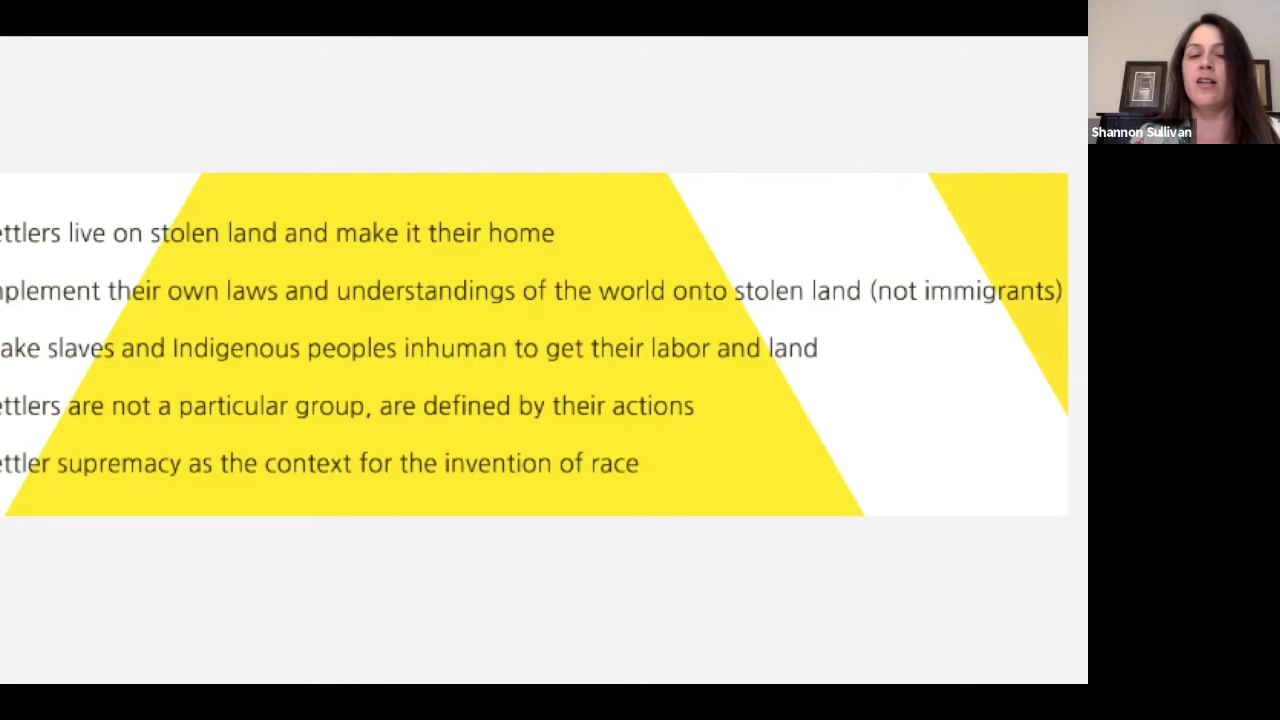 ettlers live on stolen land and make it their home
nplement their own laws and understandings of the world onto stolen land (not immigrants)
ake slaves and Indigenous peoples inhuman to get their labor and land
ettlers are not a particular group, are defined by their actions
ettler supremacy as the context for the invention of race
Shannon Sullivan